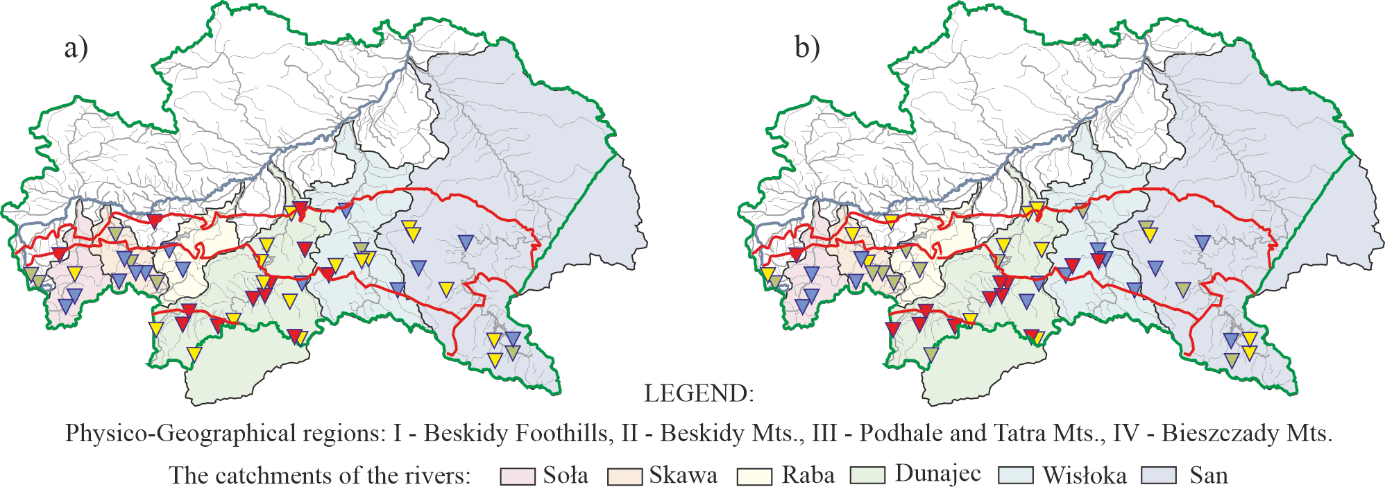 a)
b)
LEGEND:
Physico-Geographical regions: I - Beskidy Foothills, II - Beskidy Mts., III - Podhale and Tatra Mts., IV - Bieszczady Mts.
The catchments of the rivers: Soła Skawa Raba Dunajec Wisłoka San